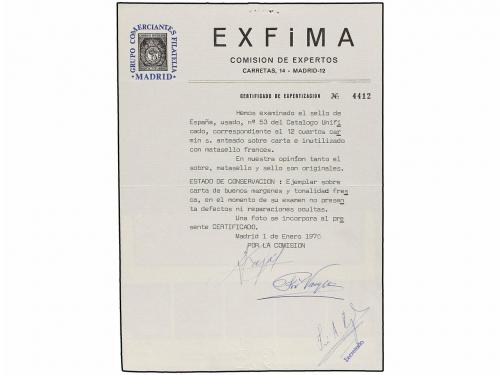 GRUPO COMERCIANTES FILATELIA
• MADRID •
EXFiMA
COMISION DE EXPERTOS
CARRETAS, 14 - MADRID-12
CERTIFICADO DE EXPERTIZACION Nº 4412
Hemos examinado el sello de
España, usado, nº 53 del Catalogo Unifi
cado, correspondiente al 12 cuartos car
min s. anteado sobre carta e inutilizado
con matasello frances.
En nuestra opinión tanto el
sobre, matasello y sello son originales.
ESTADO DE CONSERVACION : Ejemplar sobre
carta de buenos margenes y tonalidad fres
ca, en el momento de su examen no presen
ta defectos ni reparaciones ocultas.
Una foto se incorpora al pre
sente CERTIFICADO.
Madrid 1 de Enero 1976
POR LA COMISION